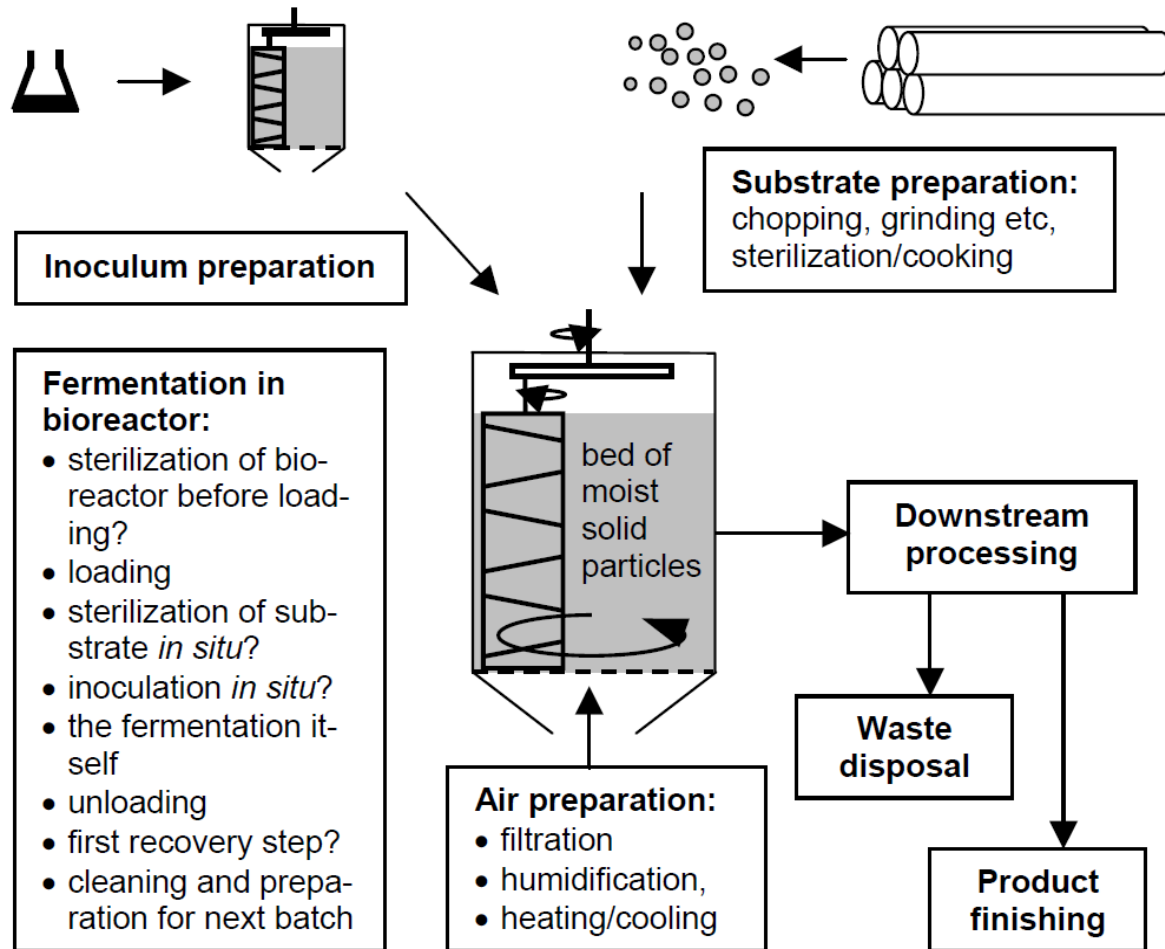 Substrate preparation:
chopping, grinding etc,
sterilization/cooking
Inoculum preparation
Fermentation in
bioreactor:
• sterilization of bio-
reactor before load-
ing?
• loading
• sterilization of sub-
strate in situ?
• inoculation in situ?
• the fermentation it-
self
• unloading
• first recovery step?
• cleaning and prepa-
ration for next batch
bed of
moist
solid
particles
Downstream
processing
Waste
disposal
Air preparation:
• filtration
• humidification,
• heating/cooling
Product
finishing